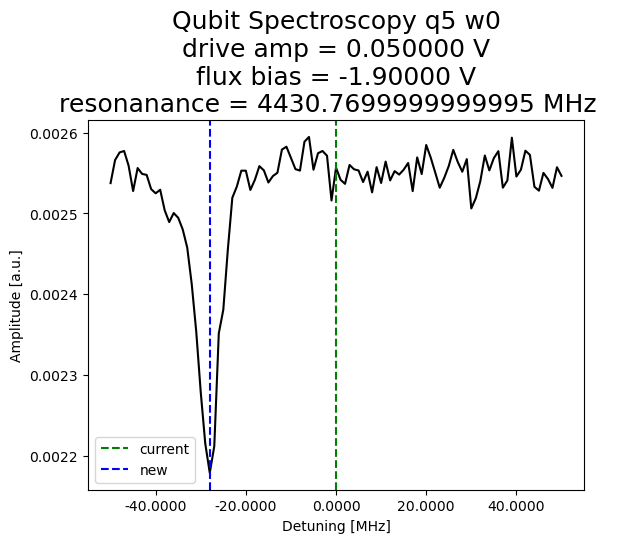 Qubit Spectroscopy q5 w0
drive amp = 0.050000 V
flux bias = -1.90000 V
resonanance = 4430.7699999999995 MHz
0.0026
0.0025
0.0024
0.0023
0.0022
Amplitude [a.u.]
current
new
-40.0000 -20.0000 0.0000 20.0000 40.0000
Detuning [MHz]